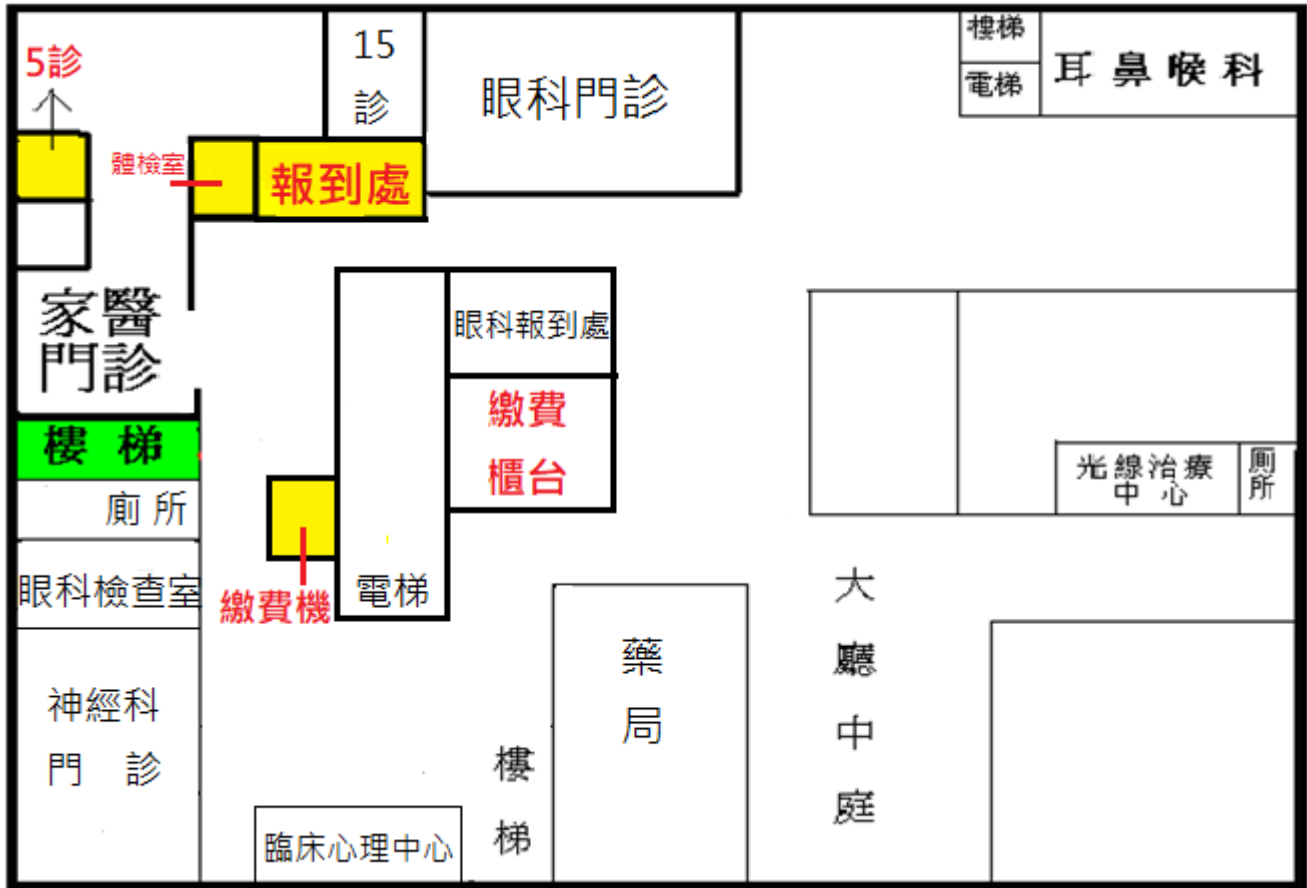 5診
體檢室
報到處
15
診
眼科門診
樓梯
電梯
耳鼻喉科
家醫
門診
眼科報到處
繳費
櫃台
樓梯
廁所
眼科檢查室
繳費機
電梯
神經科
門診
臨床心理中心
樓
梯
藥
局
大
廳
中
庭
光線治療
中心
廁
所